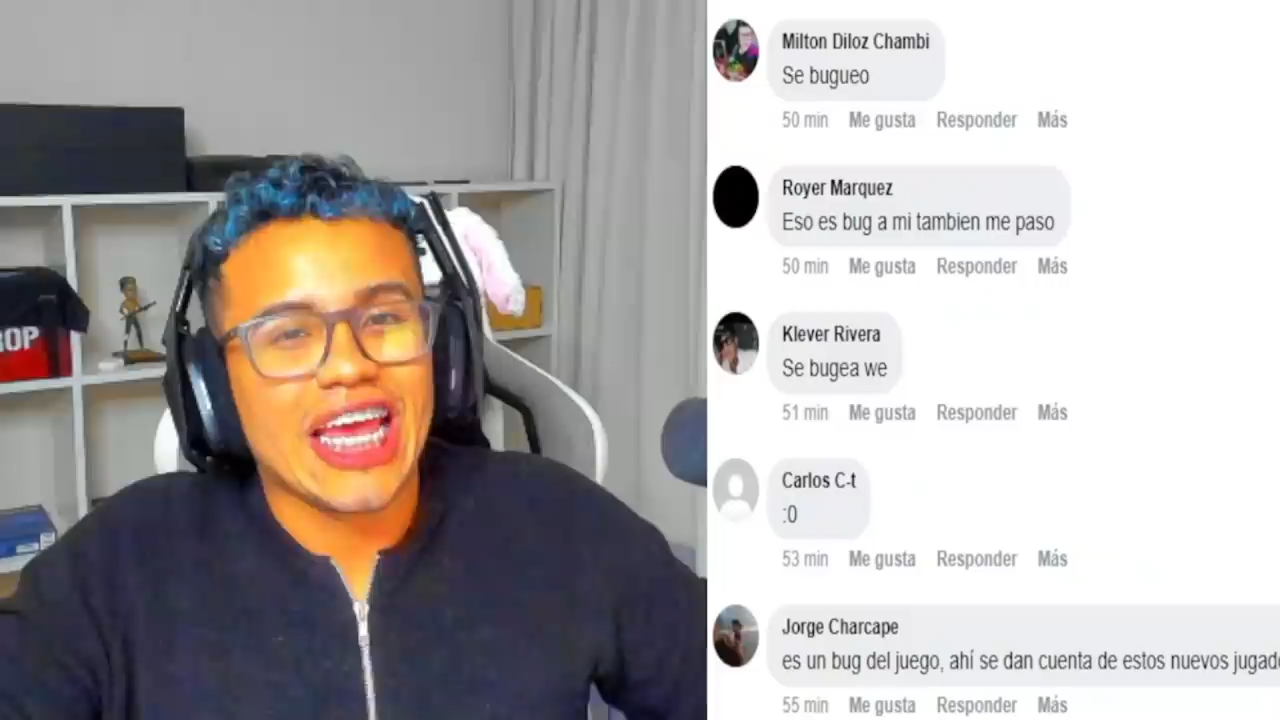 OP
Milton Diloz Chambi
Se bugueo
50 min Me gusta Responder Más
Royer Marquez
Eso es bug a mi tambien me paso
50 min Me gusta Responder Más
Klever Rivera
Se bugea we
51 min Me gusta Responder Más
Carlos C-t
:0
53 min Me gusta Responder Más
Jorge Charcape
es un bug del juego, ahí se dan cuenta de estos nuevos
55 min Me gusta Responder Más